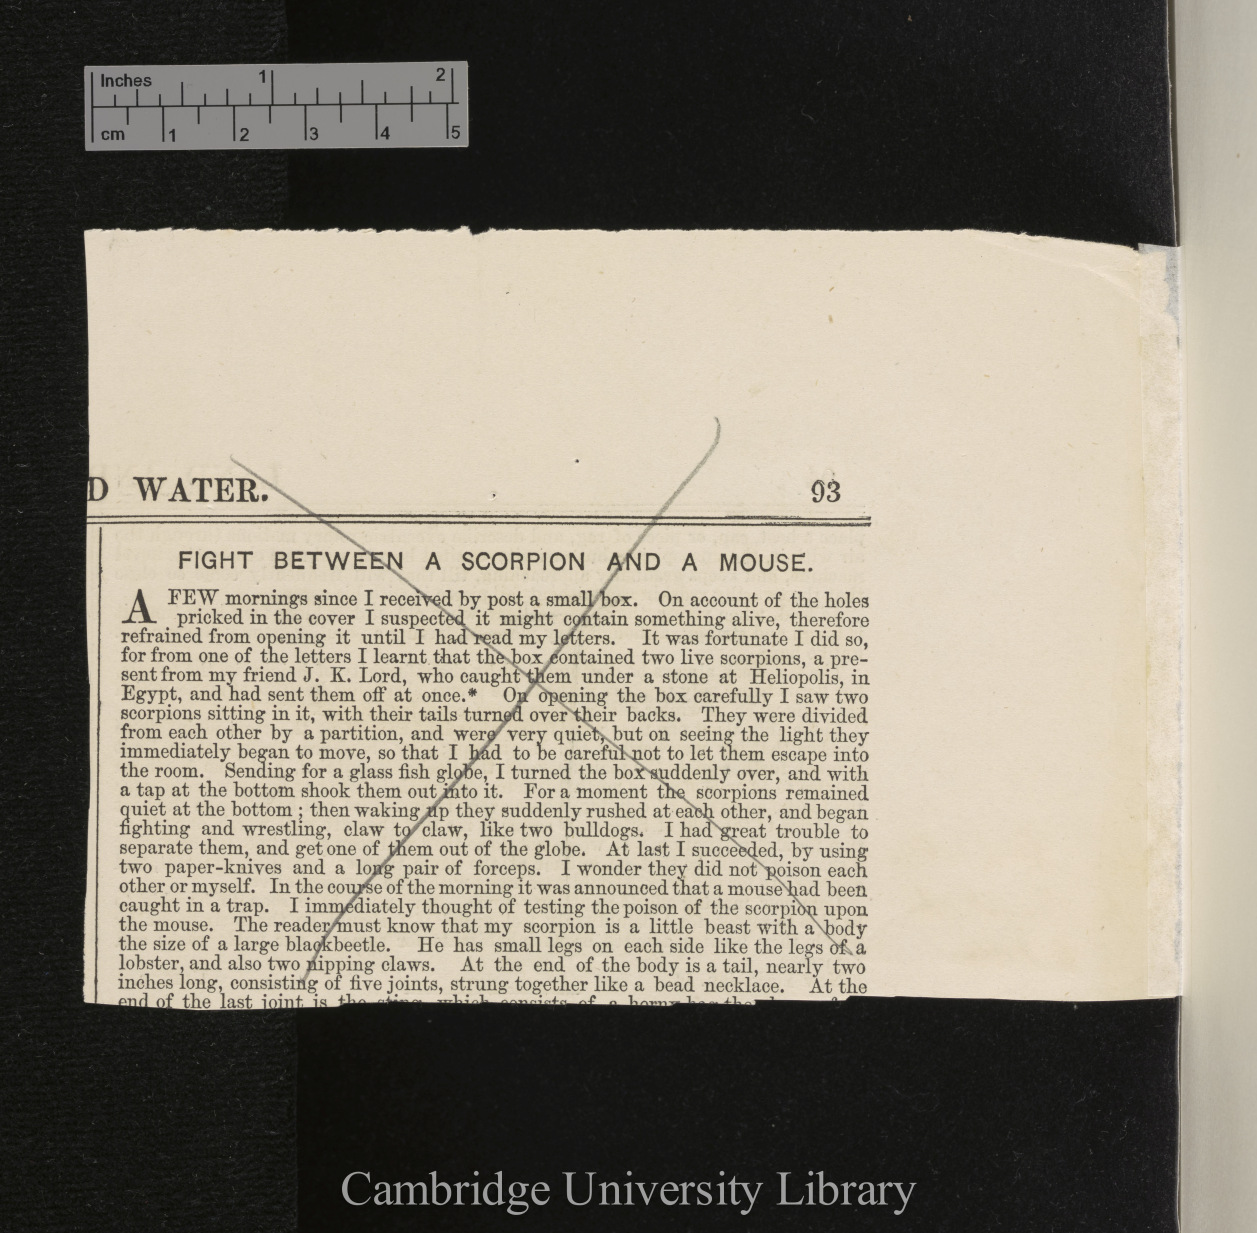 Inches 1 2
cm 1 2 3 4 5
D WATER. 93
FIGHT BETWEEN A SCORPION AND A MOUSE.
A FEW mornings since I received by post a small box. On account of the holes
pricked in the cover I suspected it might contain something alive, therefore
refrained from opening it until I had read my letters. It was fortunate I did so,
for from one of the letters I learnt that the box contained two live scorpions, a pre-
sent from my friend J. K. Lord, who caught them under a stone at Heliopolis, in
Egypt, and had sent them off at once.* On opening the box carefully I saw two
scorpions sitting in it, with their tails turned over their backs. They were divided
from each other by a partition, and were very quiet, but on seeing the light they
immediately began to move, so that I had to be careful not to let them escape into
the room. Sending for a glass fish globe, I turned the box suddenly over, and with
a tap at the bottom shook them out into it. For a moment the scorpions remained
quiet at the bottom ; then waking up they suddenly rushed at each other, and began
fighting and wrestling, claw to claw, like two bulldogs. I had great trouble to
separate them, and get one of them out of the globe. At last I succeeded, by using
two paper-knives and a long pair of forceps. I wonder they did not poison each
other or myself. In the course of the morning it was announced that a mouse had been
caught in a trap. I immediately thought of testing the poison of the scorpion upon
the mouse. The reader must know that my scorpion is a little beast with a body
the size of a large blackbeetle. He has small legs on each side like the legs of a
lobster, and also two nipping claws. At the end of the body is a tail, nearly two
inches long, consisting of five joints, strung together like a bead necklace. At the
end of the last joint is the sting, which consists of a horny
Cambridge University Library